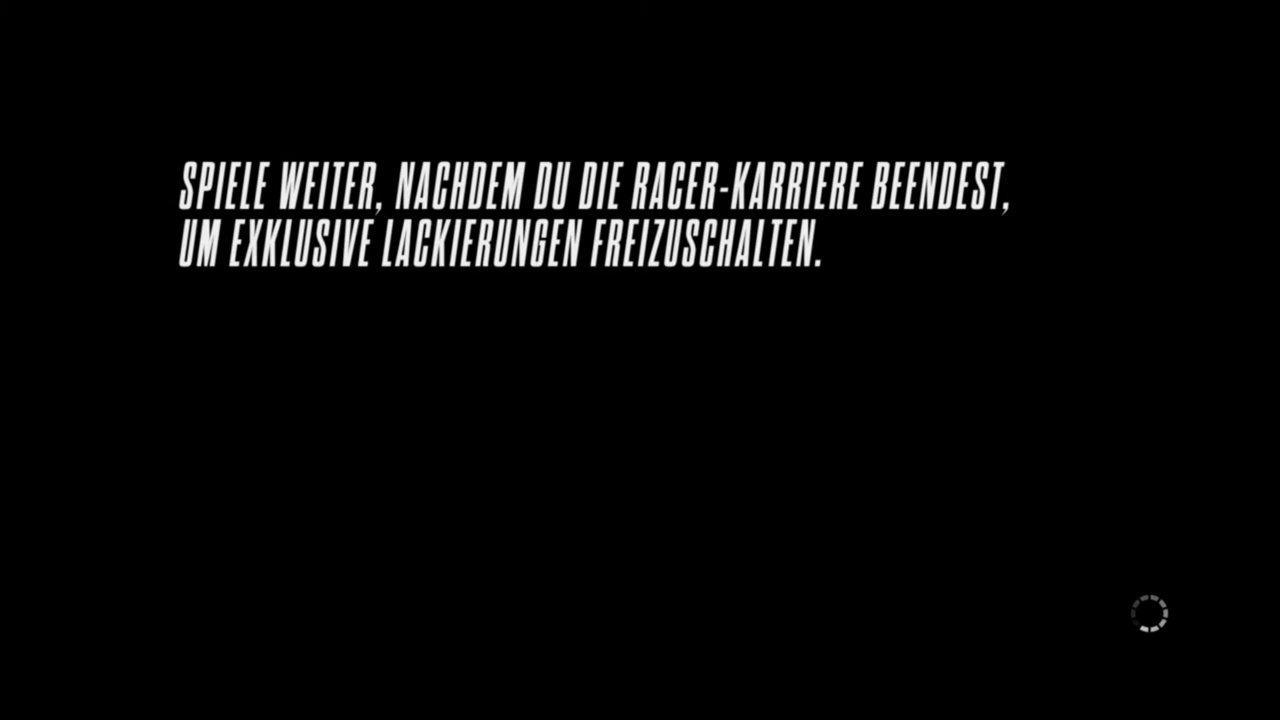 SPIELE WEITER, NACHDEM DU DIE RACER-KARRIERE BEENDEST,
UM EXKLUSIVE LACKIERUNGEN FREIZUSCHALTEN.